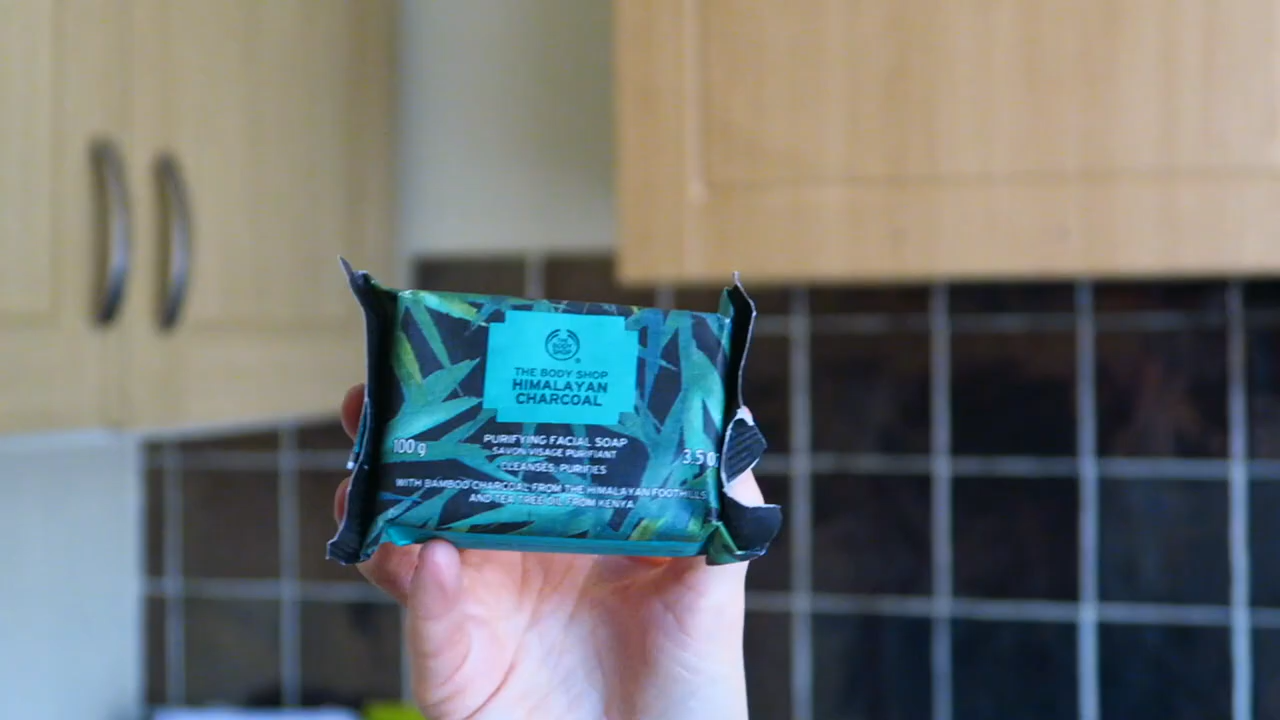 THE
BODY
SHOP
®
THE BODY SHOP
HIMALAYAN
CHARCOAL
PURIFYING FACIAL SOAP
SAVON VISAGE PURIFIANT
100 g
3.5 o
CLEANSES, PURIFIES
WITH BAMBOO CHARCOAL FROM THE HIMALAYAN FOOTHILLS
AND TEA TREE OIL FROM KENYA